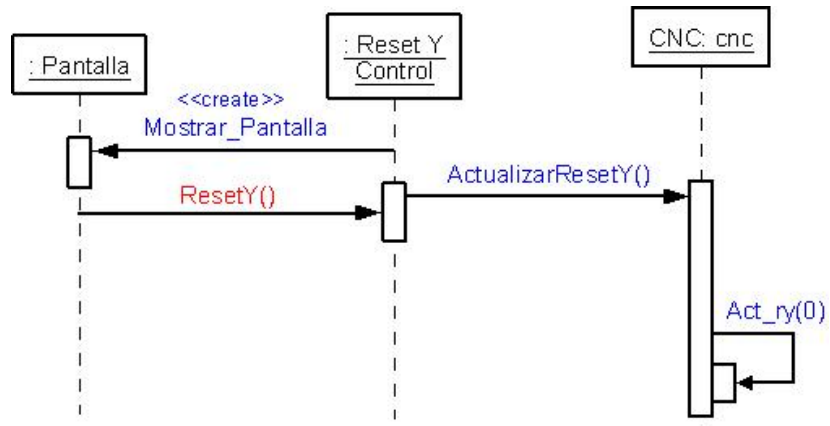 : Pantalla
: Reset Y
Control
CNC: cnc
<<create>>
Mostrar_Pantalla
ResetY()
ActualizarResetY()
Act_ry(0)